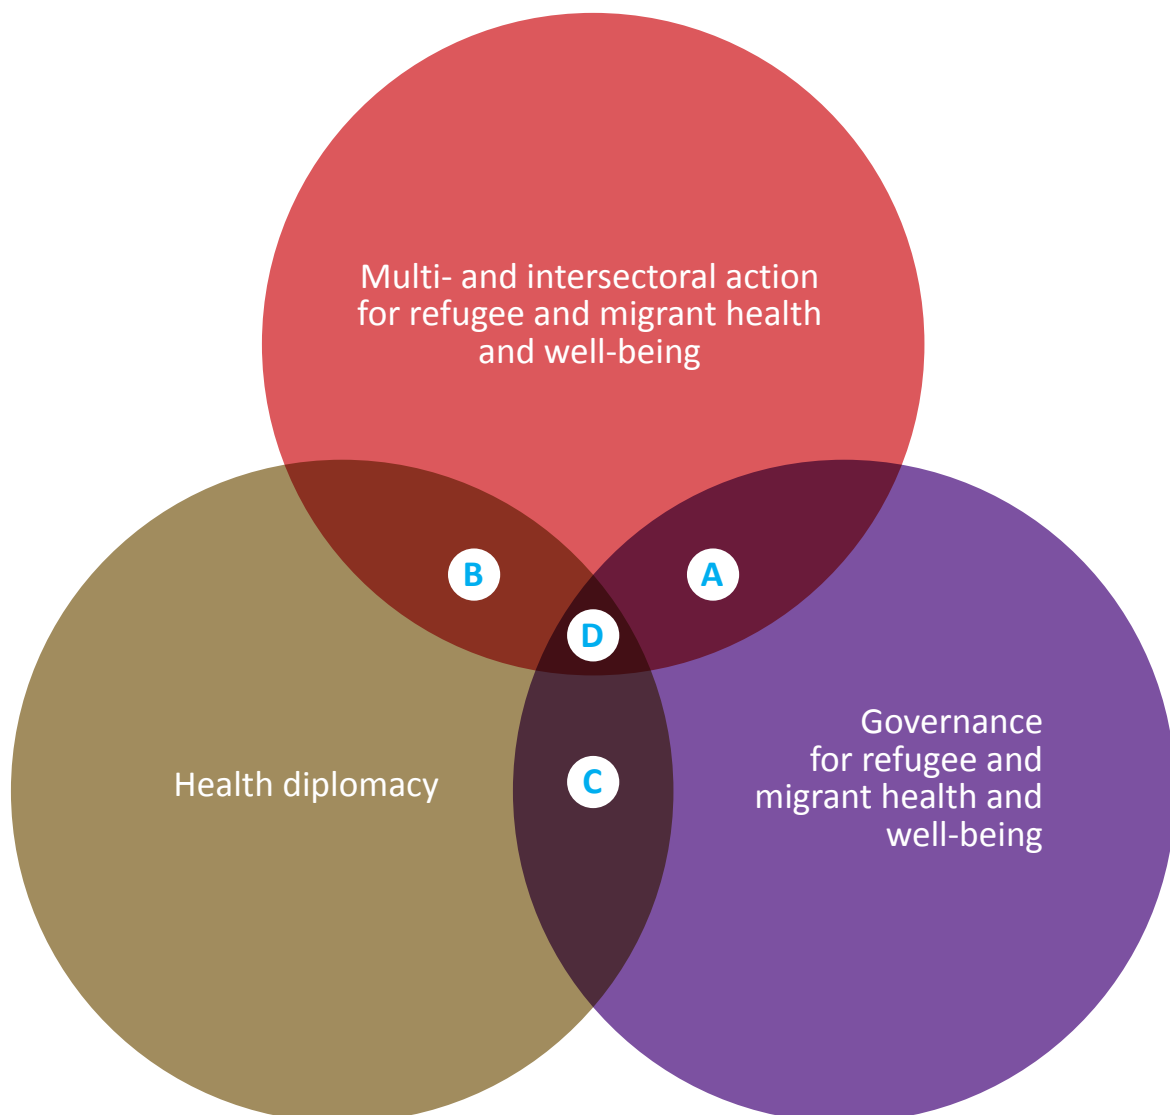 Multi- and intersectoral action
for refugee and migrant health
and well-being
B
A
D
Health diplomacy
C
Governance
for refugee and
migrant health and
well-being